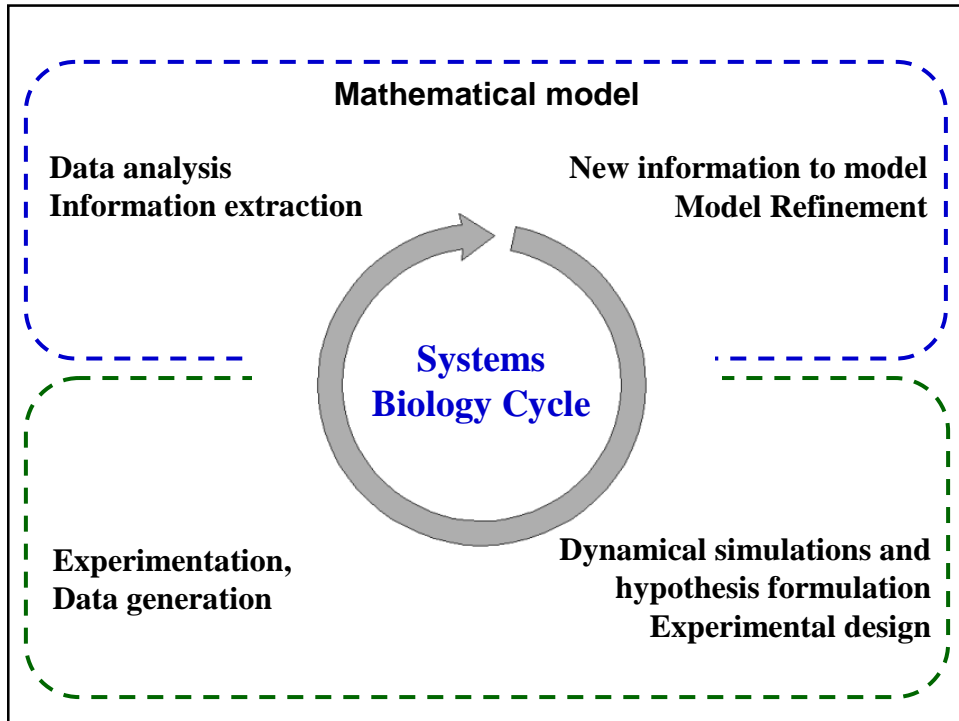 Mathematical model
Data analysis
Information extraction
New information to model
Model Refinement
Systems
Biology Cycle
Experimentation,
Data generation
Dynamical simulations and
hypothesis formulation
Experimental design